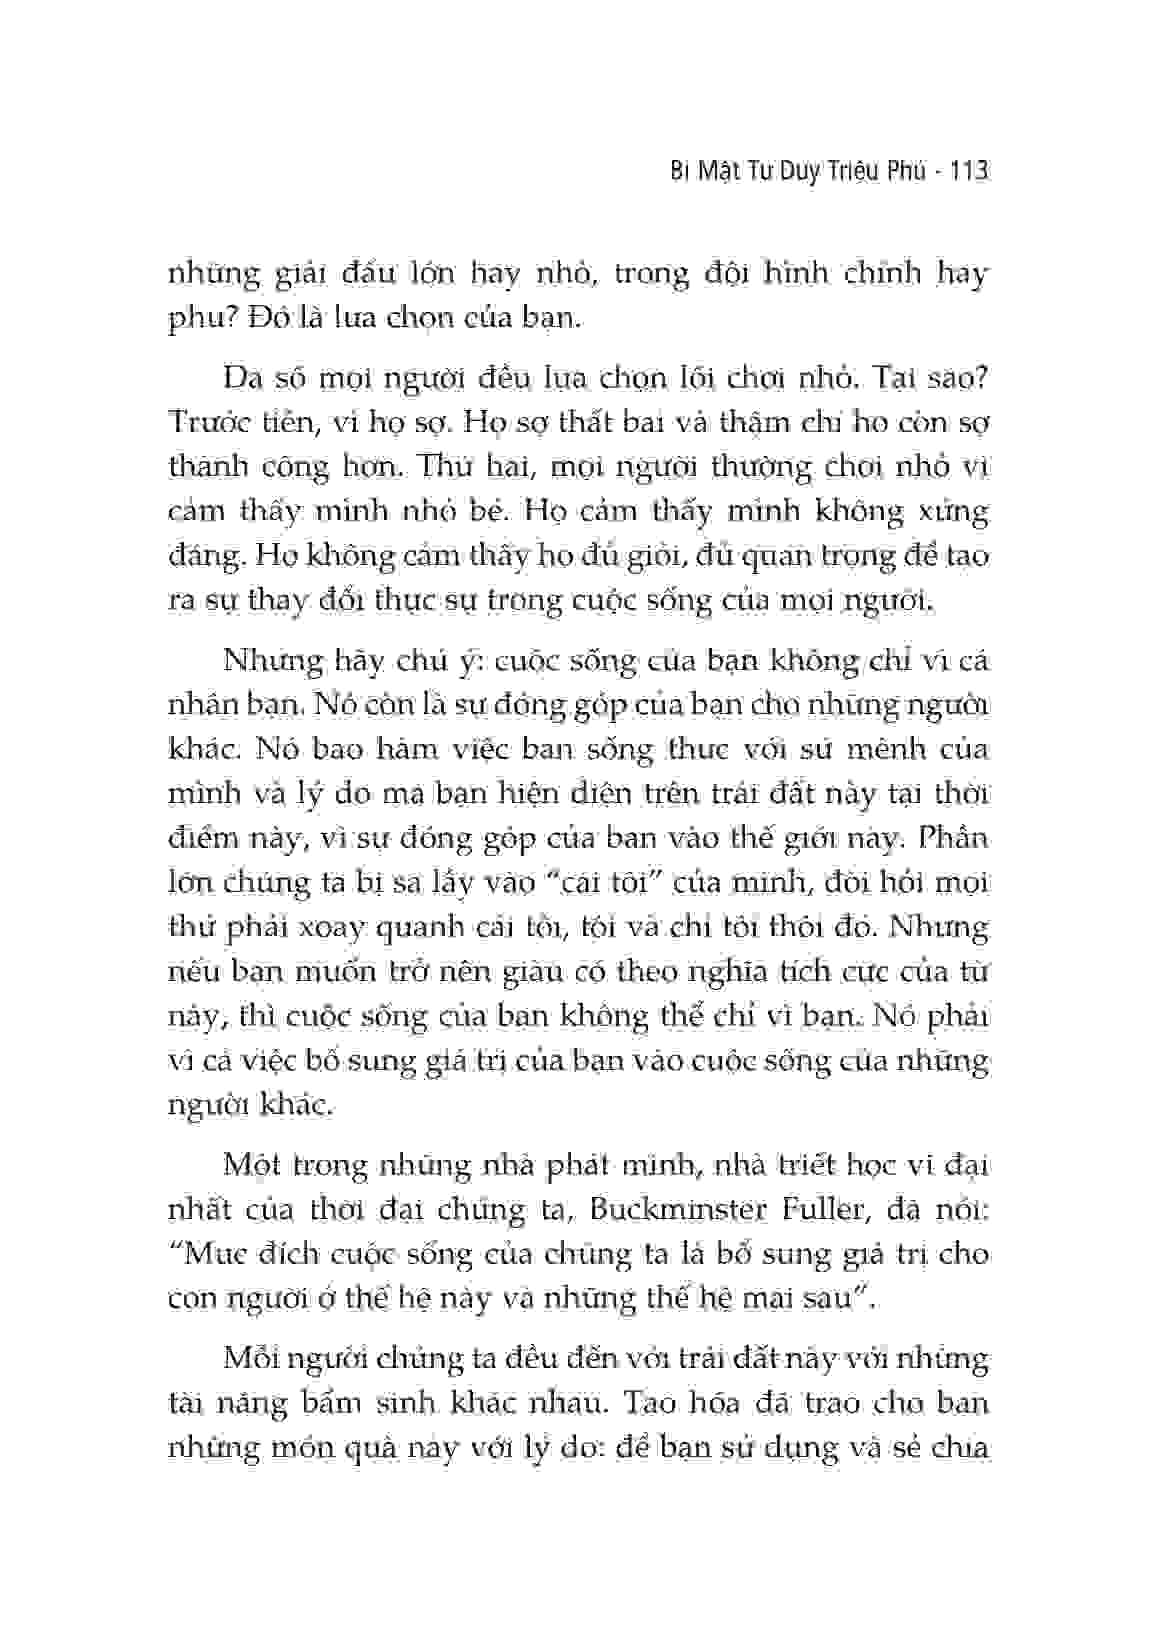 Bí Mật Tư Duy Triệu Phú - 113
những giải đấu lớn hay nhỏ, trong đội hình chính hay
phụ? Đó là lựa chọn của bạn.
Đa số mọi người đều lựa chọn lối chơi nhỏ. Tại sao?
Trước tiên, vì họ sợ. Họ sợ thất bại và thậm chí họ còn sợ
thành công hơn. Thứ hai, mọi người thường chơi nhỏ vì
cảm thấy mình nhỏ bé. Họ cảm thấy mình không xứng
đáng. Họ không cảm thấy họ đủ giỏi, đủ quan trọng để tạo
ra sự thay đổi thực sự trong cuộc sống của mọi người.
Nhưng hãy chú ý: cuộc sống của bạn không chỉ vì cá
nhân bạn. Nó còn là sự đóng góp của bạn cho những người
khác. Nó bao hàm việc bạn sống thực với sứ mệnh của
mình và lý do mà bạn hiện diện trên trái đất này tại thời
điểm này, vì sự đóng góp của bạn vào thế giới này. Phần
lớn chúng ta bị sa lầy vào “cái tôi” của mình, đòi hỏi mọi
thứ phải xoay quanh cái tôi, tôi và chỉ tôi thôi đó. Nhưng
nếu bạn muốn trở nên giàu có theo nghĩa tích cực của từ
này, thì cuộc sống của bạn không thể chỉ vì bạn. Nó phải
vì cả việc bổ sung giá trị của bạn vào cuộc sống của những
người khác.
Một trong những nhà phát minh, nhà triết học vĩ đại
nhất của thời đại chúng ta, Buckminster Fuller, đã nói:
“Mục đích cuộc sống của chúng ta là bổ sung giá trị cho
con người ở thế hệ này và những thế hệ mai sau”.
Mỗi người chúng ta đều đến với trái đất này với những
tài năng bẩm sinh khác nhau. Tạo hóa đã trao cho bạn
những món quà này với lý do: để bạn sử dụng và sẻ chia